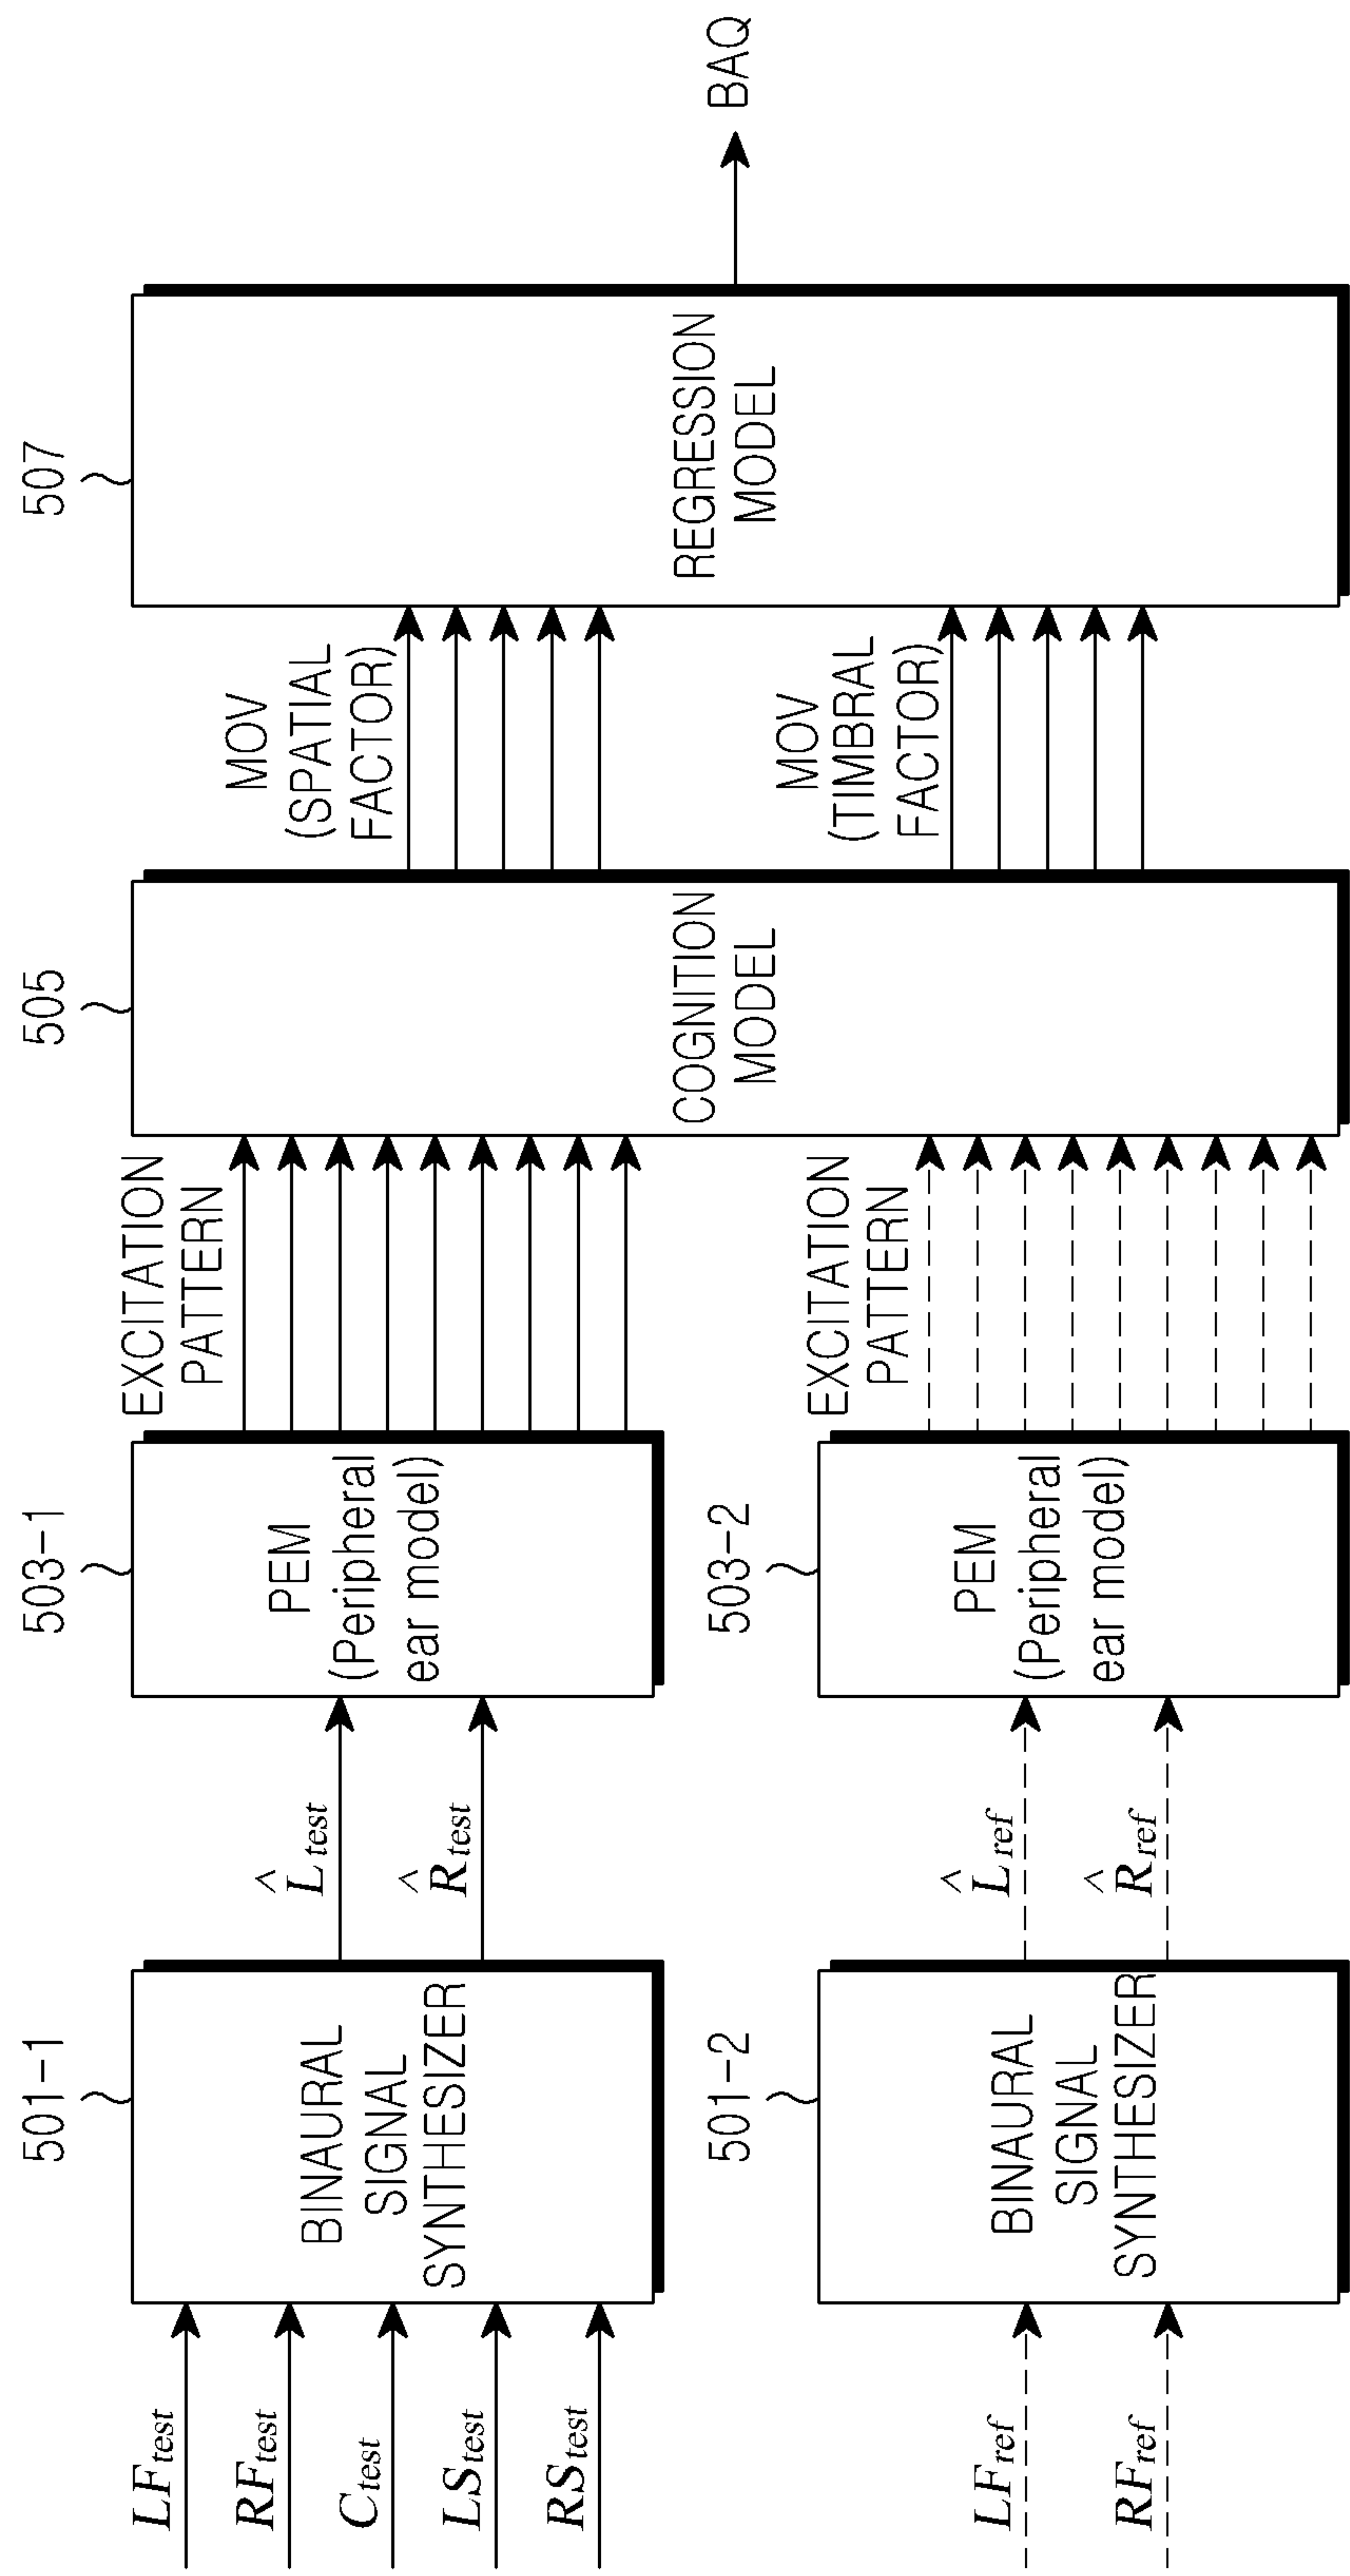 LFtest
RFtest
Ctest
LStest
RStest
501-1
BINAURAL
SIGNAL
SYNTHESIZER
L̂test
R̂test
503-1
PEM
(Peripheral
ear model)
EXCITATION
PATTERN
LFref
RFref
501-2
BINAURAL
SIGNAL
SYNTHESIZER
L̂ref
R̂ref
503-2
PEM
(Peripheral
ear model)
EXCITATION
PATTERN
505
COGNITION
MODEL
MOV
(SPATIAL
FACTOR)
MOV
(TIMBRAL
FACTOR)
507
REGRESSION
MODEL
BAQ